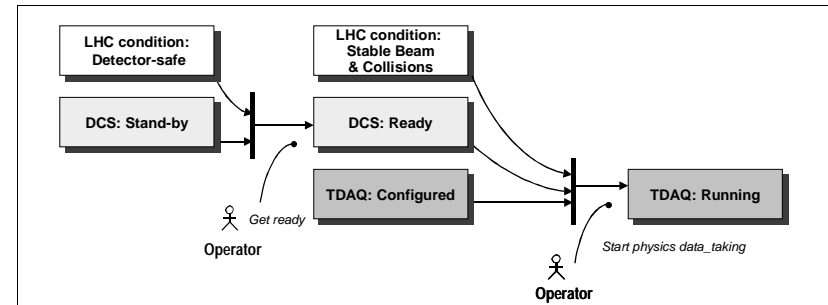 LHC condition:
Detector-safe
LHC condition:
Stable Beam
& Collisions
DCS: Stand-by
DCS: Ready
TDAQ: Configured
TDAQ: Running
Get ready
Operator
Start physics data_taking
Operator